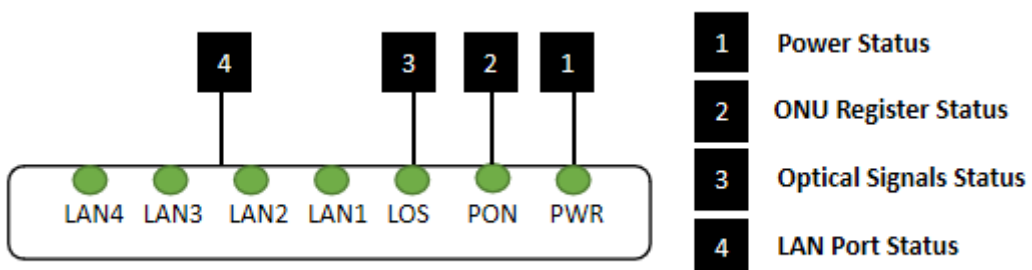 4 3 2 1
LAN4 LAN3 LAN2 LAN1 LOS PON PWR
1 Power Status
2 ONU Register Status
3 Optical Signals Status
4 LAN Port Status